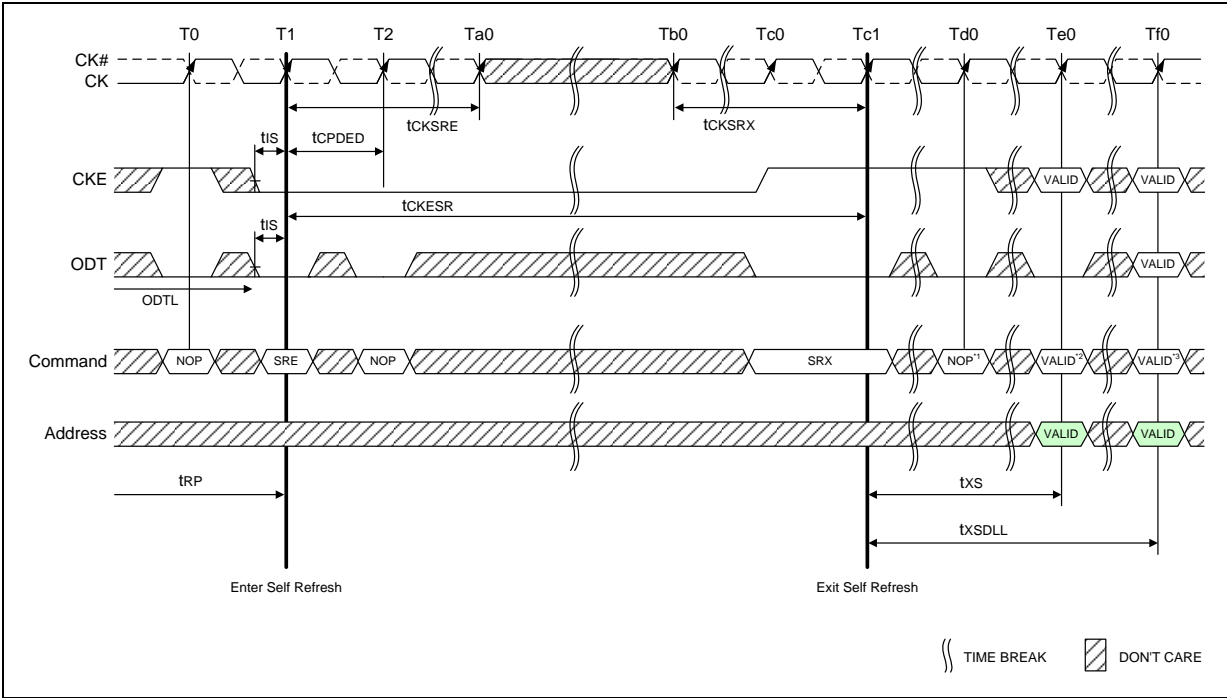 T0 T1 T2 Ta0 Tb0 Tc0 Tc1 Td0 Te0 Tf0
CK#
CK
tCKSRE tCKSRX
tIS tCPDED
CKE VALID VALID
tCKESR
tIS
ODT VALID
ODTL
Command NOP SRE NOP SRX NOP*1 VALID*2 VALID*3
Address VALID VALID
tRP tXS
tXSDLL
Enter Self Refresh Exit Self Refresh
TIME BREAK DON'T CARE